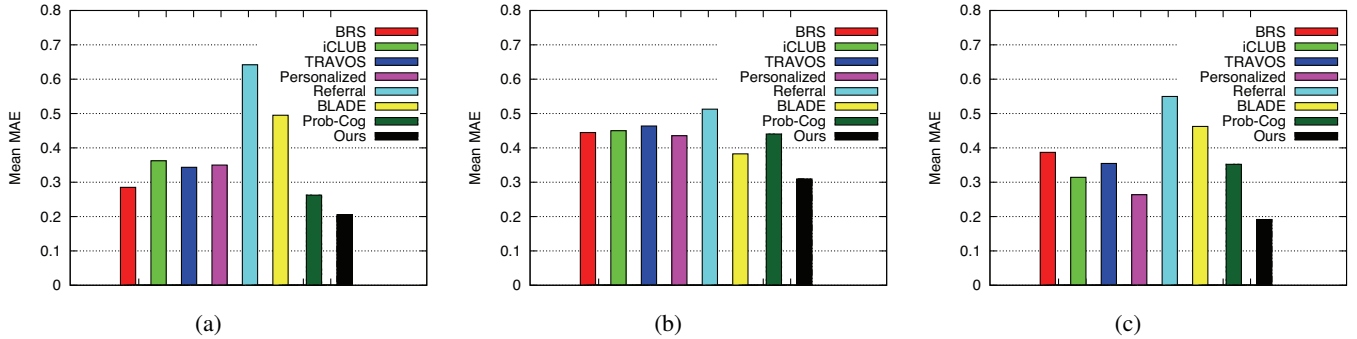 0.8
0.7
0.6
0.5
0.4
0.3
0.2
0.1
0
Mean MAE
BRS
iCLUB
TRAVOS
Personalized
Referral
BLADE
Prob-Cog
Ours
(a)
0.8
0.7
0.6
0.5
0.4
0.3
0.2
0.1
0
Mean MAE
BRS
iCLUB
TRAVOS
Personalized
Referral
BLADE
Prob-Cog
Ours
(b)
0.8
0.7
0.6
0.5
0.4
0.3
0.2
0.1
0
Mean MAE
BRS
iCLUB
TRAVOS
Personalized
Referral
BLADE
Prob-Cog
Ours
(c)